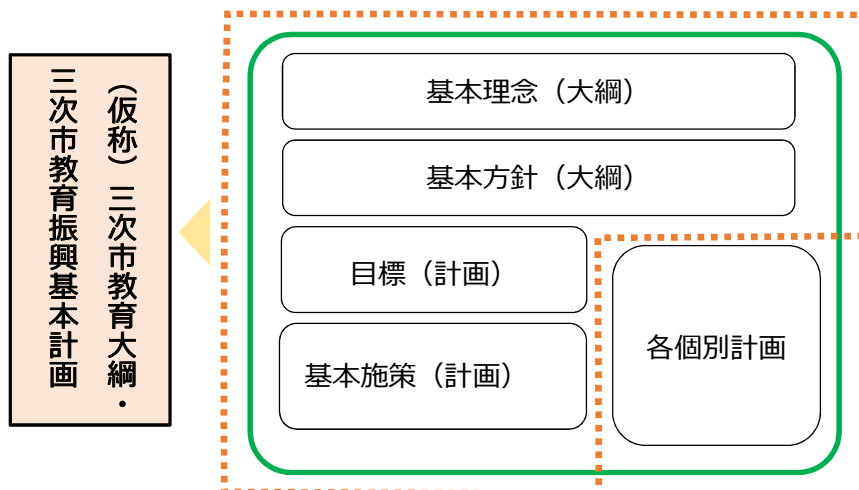 （仮称）三次市教育大綱・
三次市教育振興基本計画
基本理念（大綱）
基本方針（大綱）
目標（計画）
基本施策（計画）
各個別計画